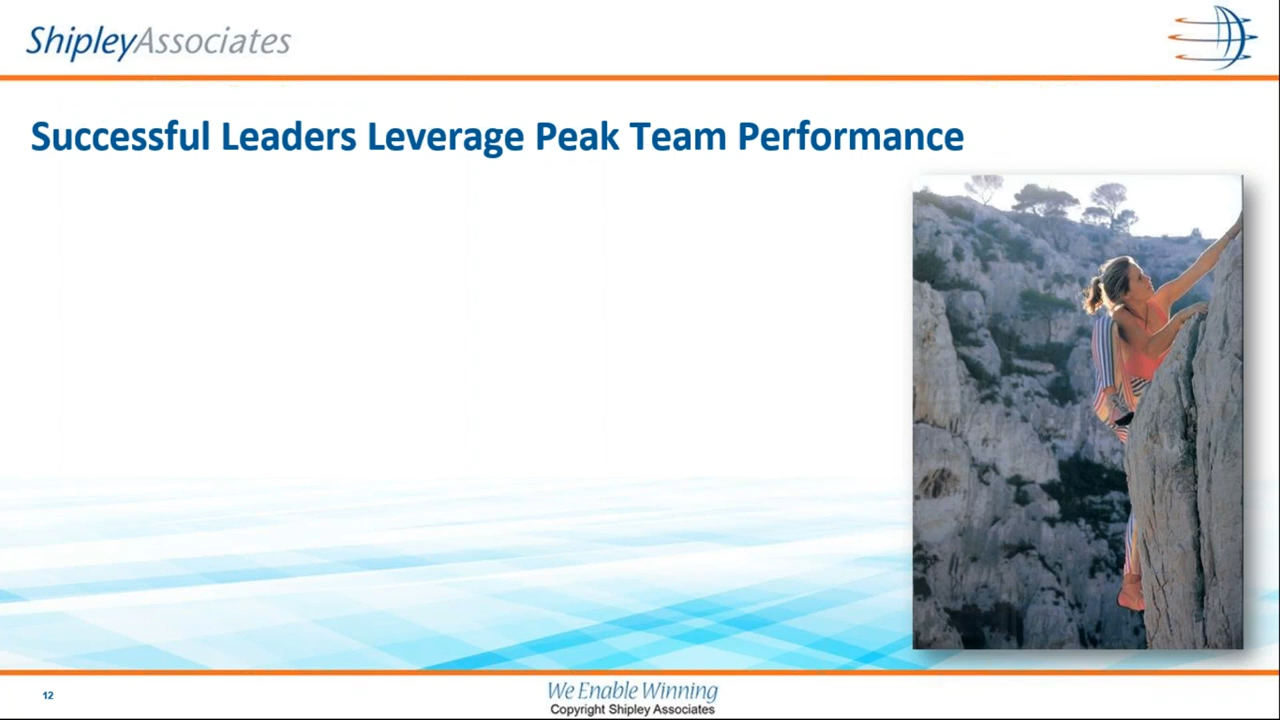 ShipleyAssociates
Successful Leaders Leverage Peak Team Performance
12
We Enable Winning
Copyright Shipley Associates